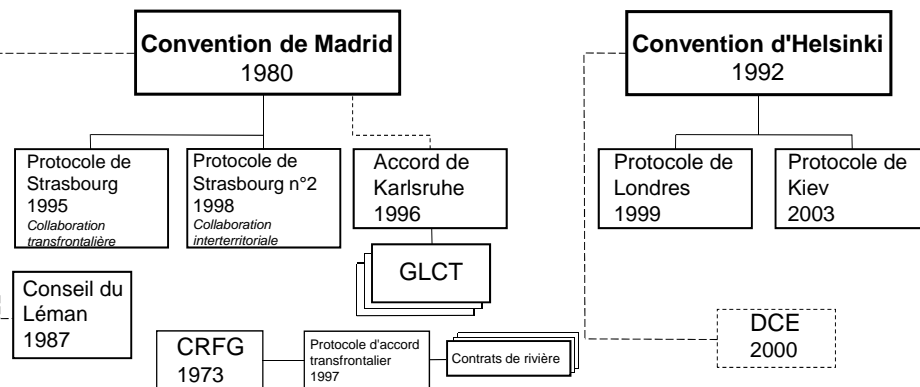 Convention de Madrid
1980
Convention d'Helsinki
1992
Protocole de
Strasbourg
1995
Collaboration
transfrontalière
Protocole de
Strasbourg n°2
1998
Collaboration
interterritoriale
Accord de
Karlsruhe
1996
Protocole de
Londres
1999
Protocole de
Kiev
2003
GLCT
Conseil du
Léman
1987
CRFG
1973
Protocole d'accord
transfrontalier
1997
Contrats de rivière
DCE
2000